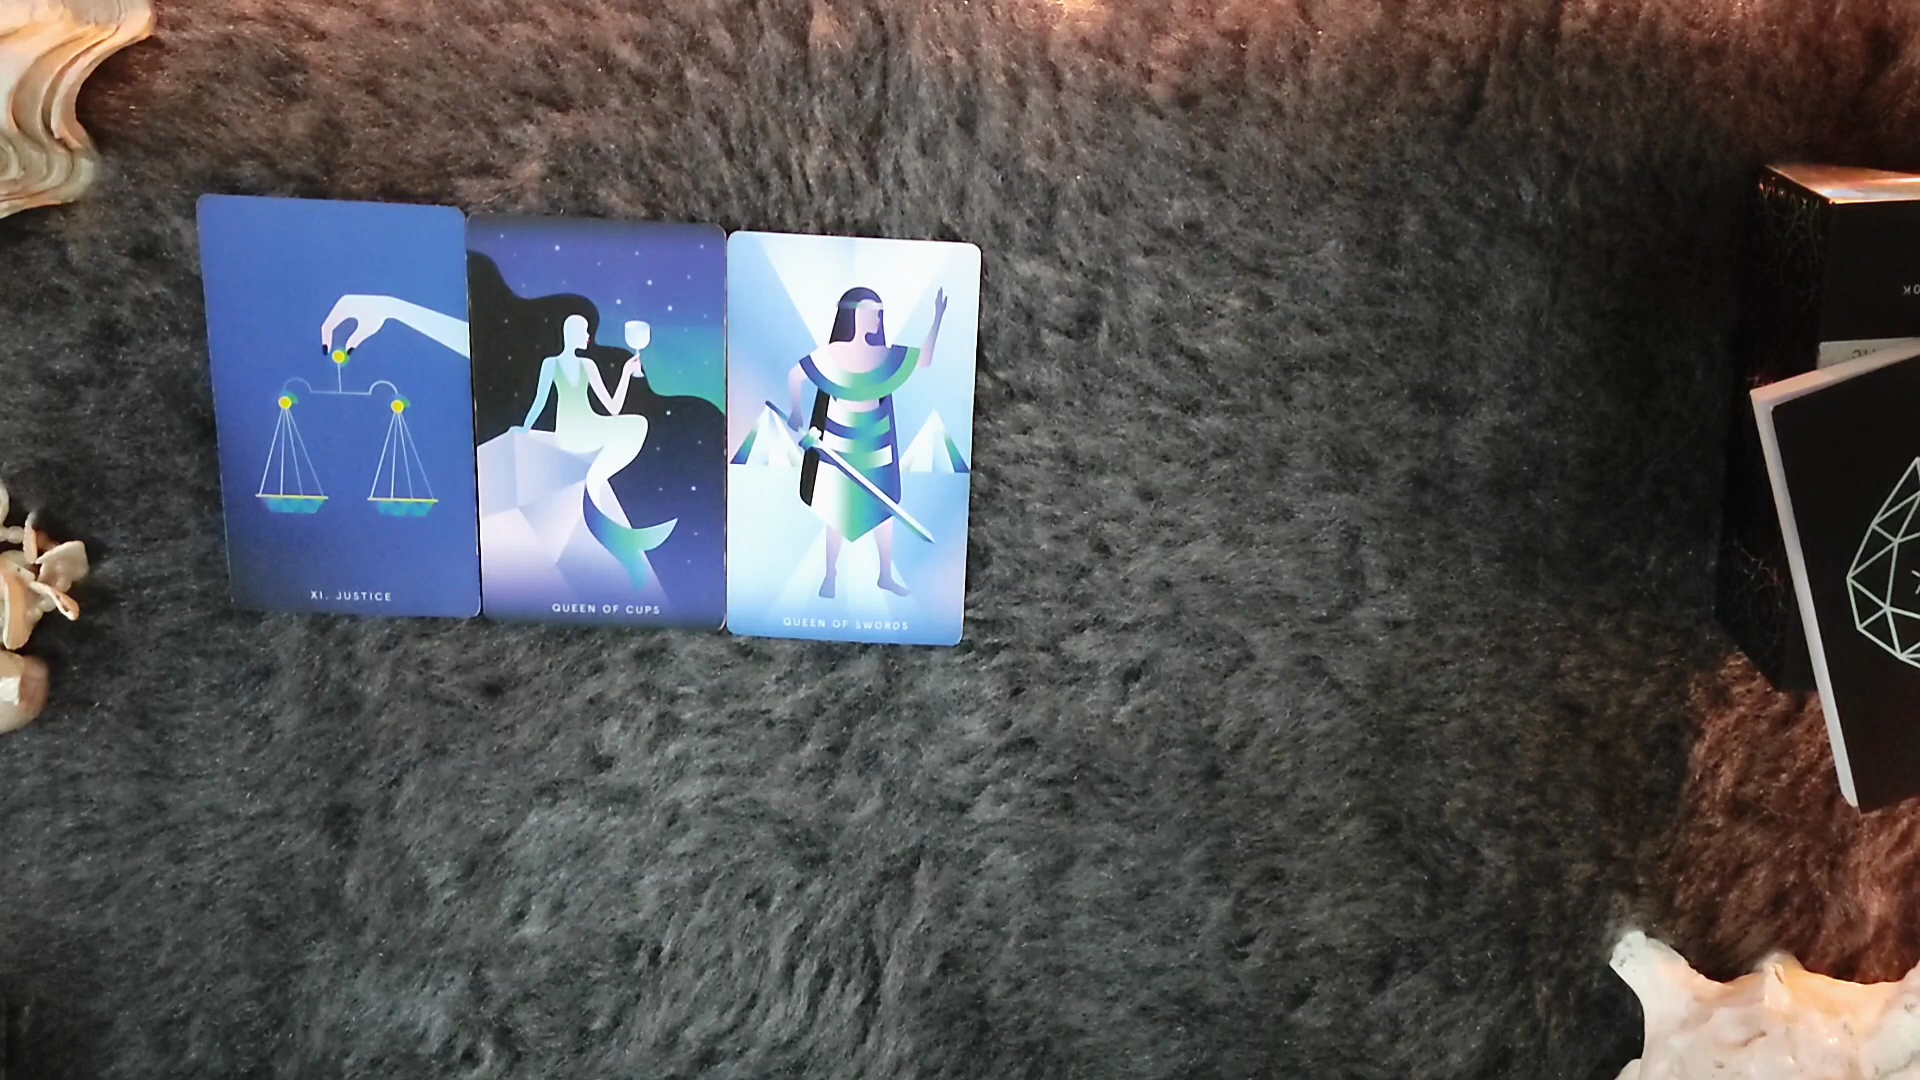 XI. JUSTICE
QUEEN OF CUPS
QUEEN OF SWORDS